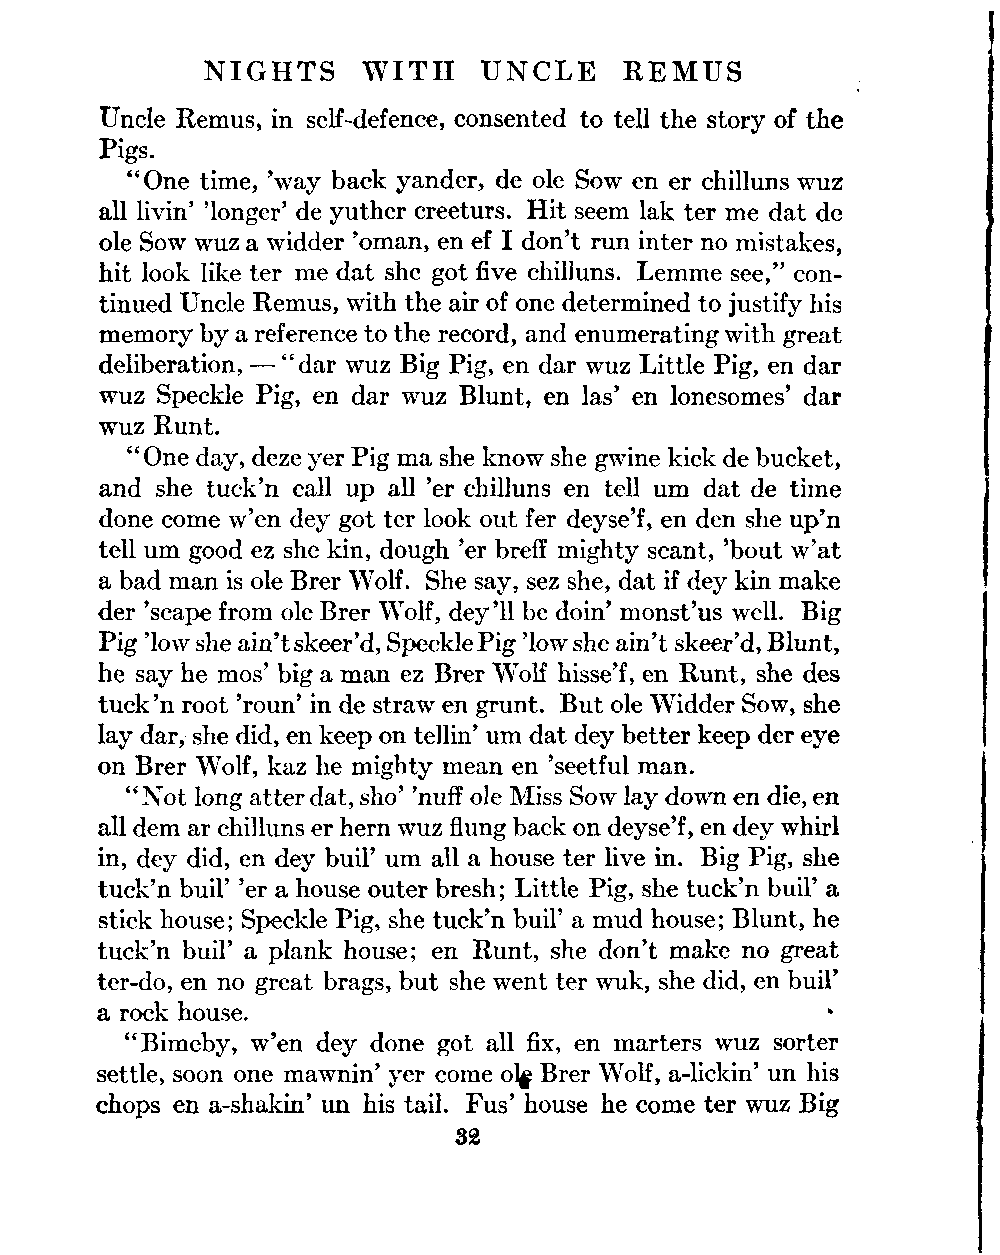 NIGHTS WITH UNCLE REMUS
Uncle Remus, in self-defence, consented to tell the story of the
Pigs.
“One time, ’way back yander, de ole Sow en er chilluns wuz
all livin’ ’longer’ de yuther creeturs. Hit seem lak ter me dat de
ole Sow wuz a widder ’oman, en ef I don’t run inter no mistakes,
hit look like ter me dat she got five chilluns. Lemme see,” con-
tinued Uncle Remus, with the air of one determined to justify his
memory by a reference to the record, and enumerating with great
deliberation, — “dar wuz Big Pig, en dar wuz Little Pig, en dar
wuz Speckle Pig, en dar wuz Blunt, en las’ en lonesomes’ dar
wuz Runt.
“One day, deze yer Pig ma she know she gwine kick de bucket,
and she tuck’n call up all ’er chilluns en tell um dat de time
done come w’en dey got ter look out fer deyse’f, en den she up’n
tell um good ez she kin, dough ’er breff mighty scant, ’bout w’at
a bad man is ole Brer Wolf. She say, sez she, dat if dey kin make
der ’scape from ole Brer Wolf, dey’ll be doin’ monst’us well. Big
Pig ’low she ain’t skeer’d, Speckle Pig ’low she ain’t skeer’d, Blunt,
he say he mos’ big a man ez Brer Wolf hisse’f, en Runt, she des
tuck’n root ’roun’ in de straw en grunt. But ole Widder Sow, she
lay dar, she did, en keep on tellin’ um dat dey better keep der eye
on Brer Wolf, kaz he mighty mean en ’seetful man.
“Not long atter dat, sho’ ’nuff ole Miss Sow lay down en die, en
all dem ar chilluns er hern wuz flung back on deyse’f, en dey whirl
in, dey did, en dey buil’ um all a house ter live in. Big Pig, she
tuck’n buil’ ’er a house outer bresh; Little Pig, she tuck’n buil’ a
stick house; Speckle Pig, she tuck’n buil’ a mud house; Blunt, he
tuck’n buil’ a plank house; en Runt, she don’t make no great
ter-do, en no great brags, but she went ter wuk, she did, en buil’
a rock house.
“Bimeby, w’en dey done got all fix, en marters wuz sorter
settle, soon one mawnin’ yer come ole Brer Wolf, a-lickin’ un his
chops en a-shakin’ un his tail. Fus’ house he come ter wuz Big
32